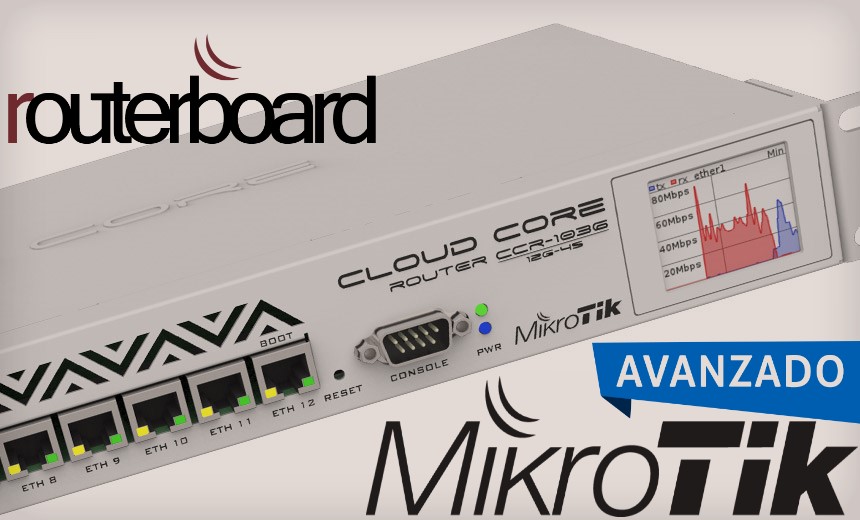 routerboard
CORE
CLOUD CORE
ROUTER CCR-1036
12G-4S
tx rx ether1 Min
80Mbps
60Mbps
40Mbps
20Mbps
BOOT
ETH 8
ETH 9
ETH 10
ETH 11
ETH 12
RESET
CONSOLE
PWR
MikroTik
AVANZADO
MikroTik